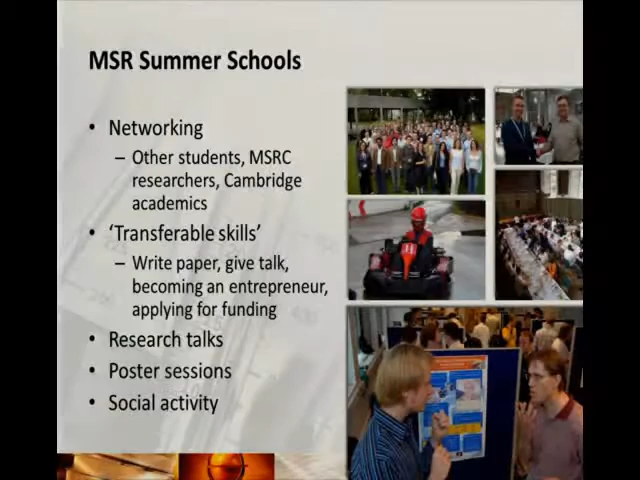 MSR Summer Schools
• Networking
– Other students, MSRC
researchers, Cambridge
academics
• ‘Transferable skills’
– Write paper, give talk,
becoming an entrepreneur,
applying for funding
• Research talks
• Poster sessions
• Social activity